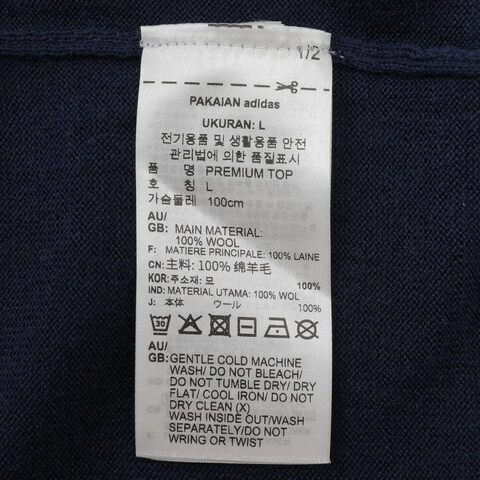 1/2
PAKAIAN adidas
UKURAN: L
전기용품 및 생활용품 안전
관리법에 의한 품질표시
품 명 PREMIUM TOP
호 칭 L
가슴둘레 100cm
AU/
GB: MAIN MATERIAL:
100% WOOL
F: MATIERE PRINCIPALE: 100% LAINE
CN: 主料: 100% 绵羊毛
KOR: 주소재: 모 100%
IND: MATERIAL UTAMA: 100% WOL
J: 本体 ウール 100%
30
AU/
GB: GENTLE COLD MACHINE
WASH/ DO NOT BLEACH/
DO NOT TUMBLE DRY/ DRY
FLAT/ COOL IRON/ DO NOT
DRY CLEAN (X)
WASH INSIDE OUT/WASH
SEPARATELY/DO NOT
WRING OR TWIST